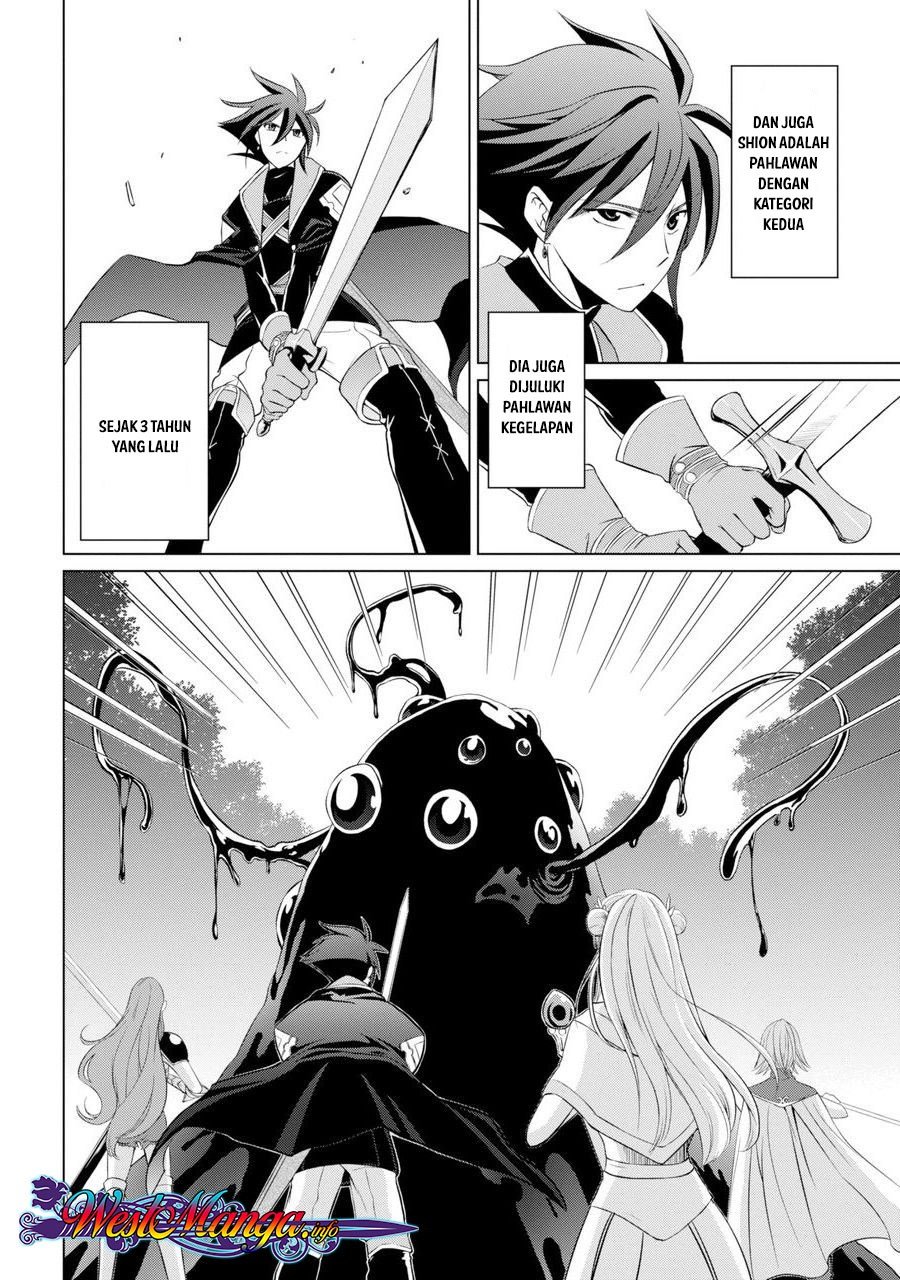 DAN JUGA
SHION ADALAH
PAHLAWAN
DENGAN
KATEGORI
KEDUA
DIA JUGA
DIJULUKI
PAHLAWAN
KEGELAPAN
SEJAK 3 TAHUN
YANG LALU
WestManga.info